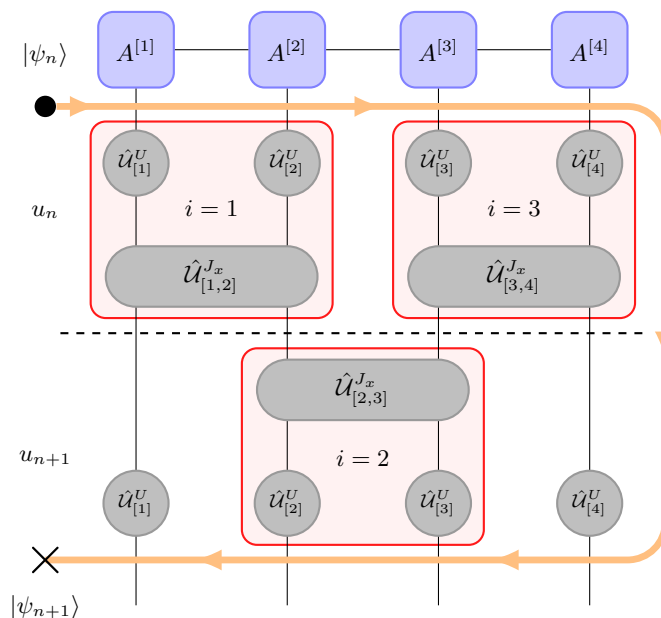 |ψ_n⟩ A^{[1]} A^{[2]} A^{[3]} A^{[4]}
Û^U_{[1]} Û^U_{[2]} Û^U_{[3]} Û^U_{[4]}
u_n i = 1 i = 3
Û^{J_x}_{[1,2]} Û^{J_x}_{[3,4]}
Û^{J_x}_{[2,3]}
u_{n+1} i = 2
Û^U_{[1]} Û^U_{[2]} Û^U_{[3]} Û^U_{[4]}
|ψ_{n+1}⟩